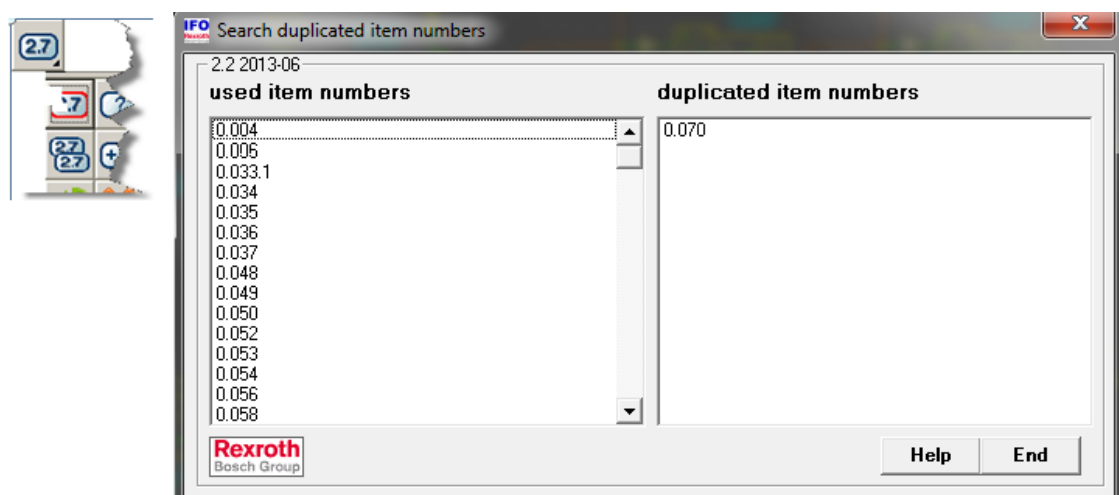 2.7
.7
?
2.7
2.7
+
IFO
Rexroth
Search duplicated item numbers
x
2.2 2013-06
used item numbers
duplicated item numbers
0.004
0.006
0.033.1
0.034
0.035
0.036
0.037
0.048
0.049
0.050
0.052
0.053
0.054
0.056
0.058
0.070
Rexroth
Bosch Group
Help
End